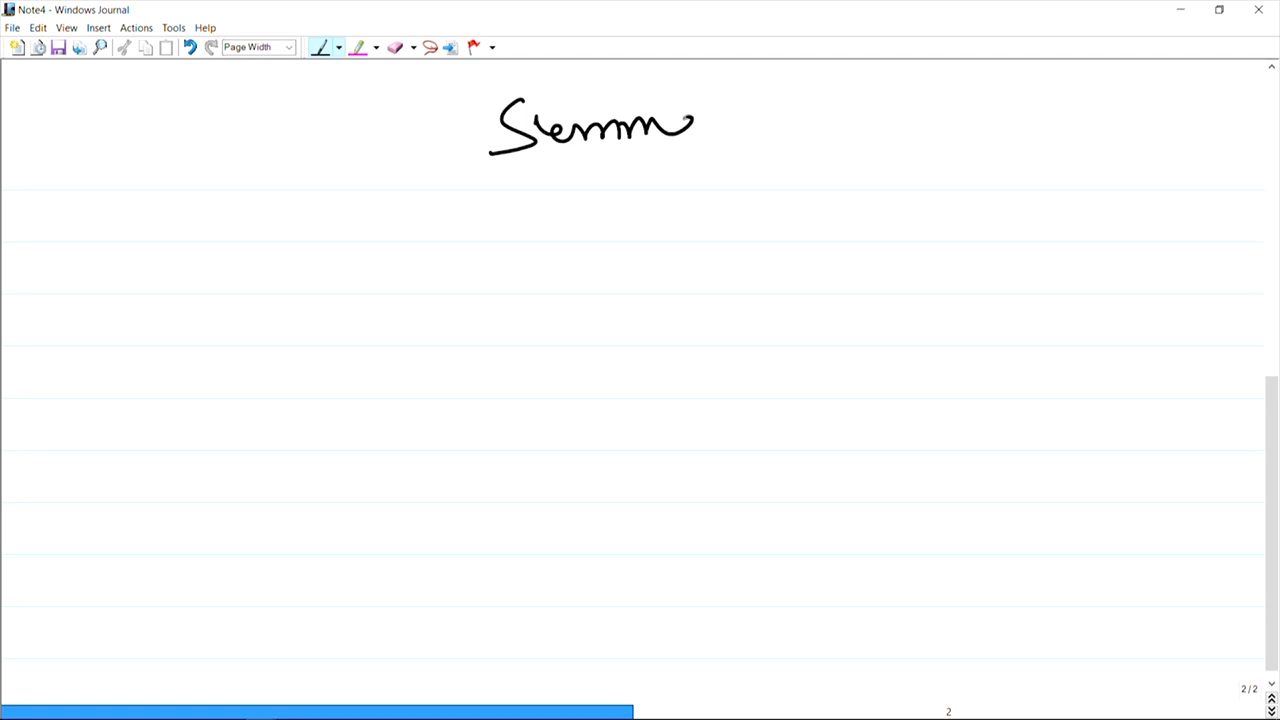 Note4 - Windows Journal
File Edit View Insert Actions Tools Help
Page Width
2 / 2
2